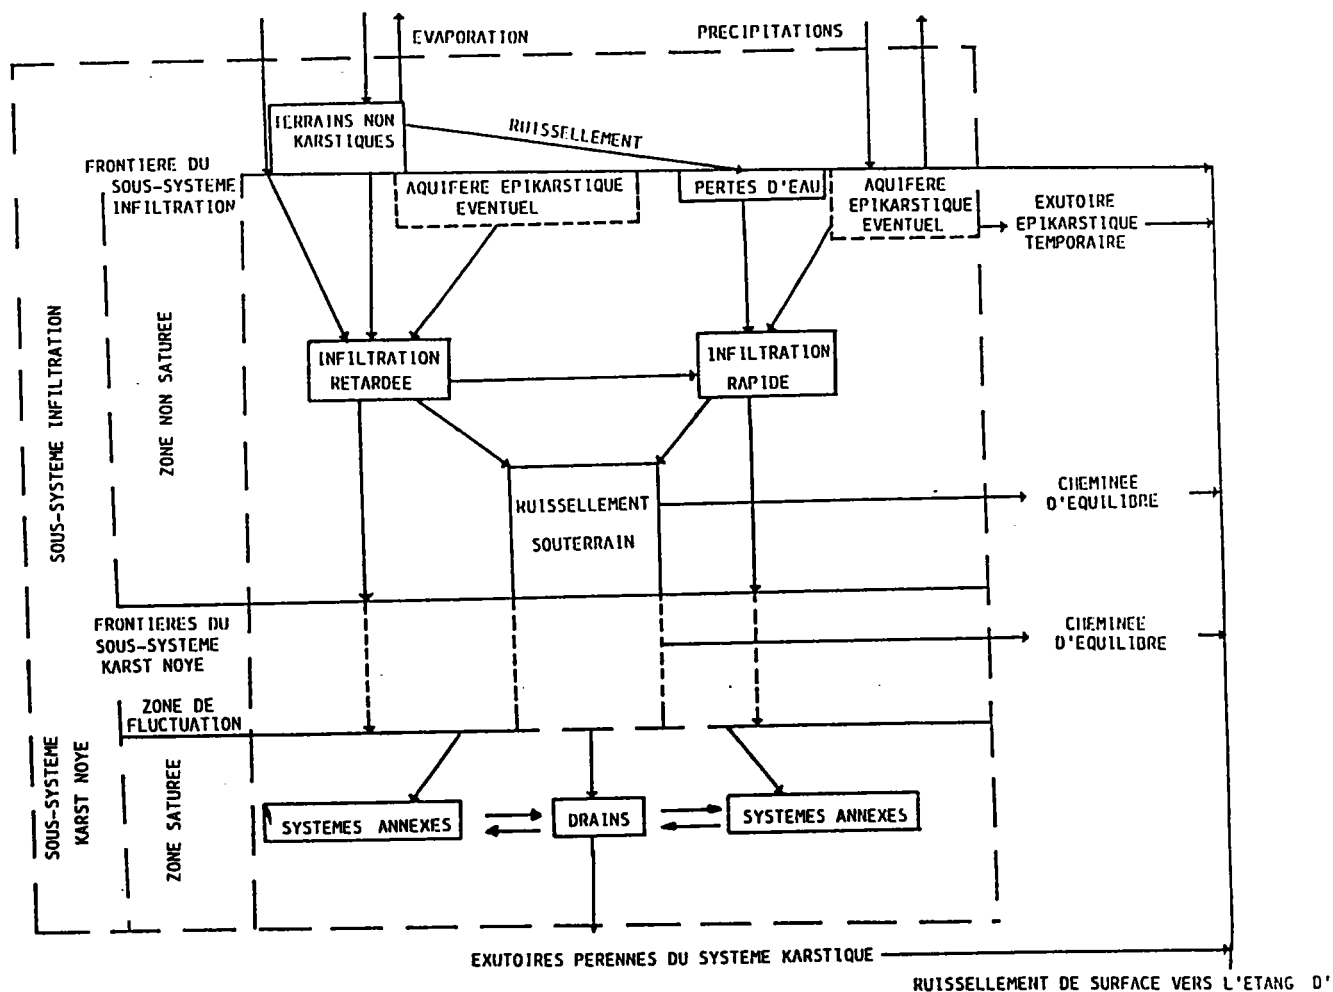 EVAPORATION
PRECIPITATIONS
TERRAINS NON
KARSTIQUES
RUISSELLEMENT
FRONTIERE DU
SOUS-SYSTEME
INFILTRATION
AQUIFERE EPIKARSTIQUE
EVENTUEL
PERTES D'EAU
AQUIFERE
EPIKARSTIQUE
EVENTUEL
EXUTOIRE
EPIKARSTIQUE
TEMPORAIRE
SOUS-SYSTEME INFILTRATION
ZONE NON SATUREE
INFILTRATION
RETARDEE
INFILTRATION
RAPIDE
RUISSELLEMENT
SOUTERRAIN
CHEMINEE
D'EQUILIBRE
FRONTIERES DU
SOUS-SYSTEME
KARST NOYE
CHEMINEE
D'EQUILIBRE
ZONE DE
FLUCTUATION
SOUS-SYSTEME
KARST NOYE
ZONE SATUREE
SYSTEMES ANNEXES
DRAINS
SYSTEMES ANNEXES
EXUTOIRES PERENNES DU SYSTEME KARSTIQUE
RUISSELLEMENT DE SURFACE VERS L'ETANG D'